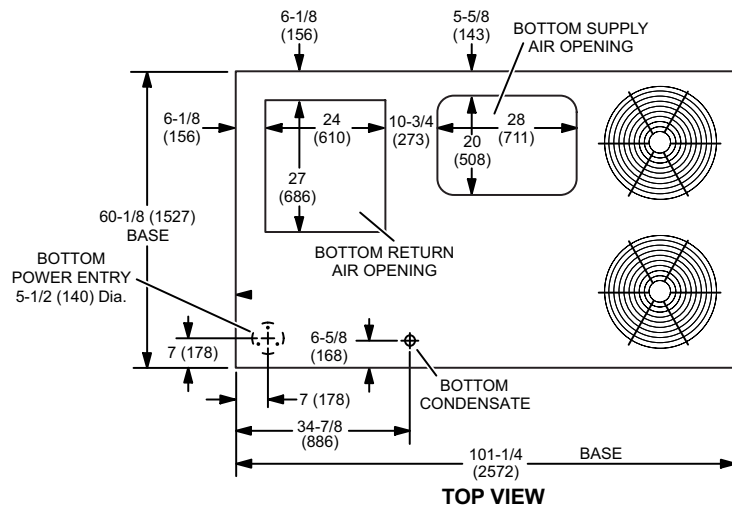 6-1/8
(156)
5-5/8
(143)
BOTTOM SUPPLY
AIR OPENING
6-1/8
(156)
24
(610)
10-3/4
(273)
28
(711)
20
(508)
27
(686)
60-1/8 (1527)
BASE
BOTTOM RETURN
AIR OPENING
BOTTOM
POWER ENTRY
5-1/2 (140) Dia.
7 (178)
6-5/8
(168)
BOTTOM
CONDENSATE
7 (178)
34-7/8
(886)
101-1/4
(2572)
BASE
TOP VIEW